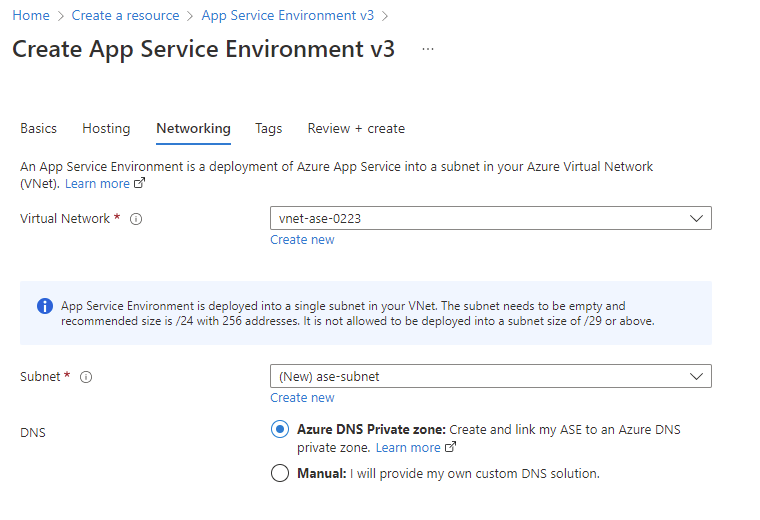 Home > Create a resource > App Service Environment v3 >
Create App Service Environment v3 ...
Basics Hosting Networking Tags Review + create
An App Service Environment is a deployment of Azure App Service into a subnet in your Azure Virtual Network
(VNet). Learn more
Virtual Network *
vnet-ase-0223
Create new
App Service Environment is deployed into a single subnet in your VNet. The subnet needs to be empty and
recommended size is /24 with 256 addresses. It is not allowed to be deployed into a subnet size of /29 or above.
Subnet *
(New) ase-subnet
Create new
DNS
Azure DNS Private zone: Create and link my ASE to an Azure DNS
private zone. Learn more
Manual: I will provide my own custom DNS solution.